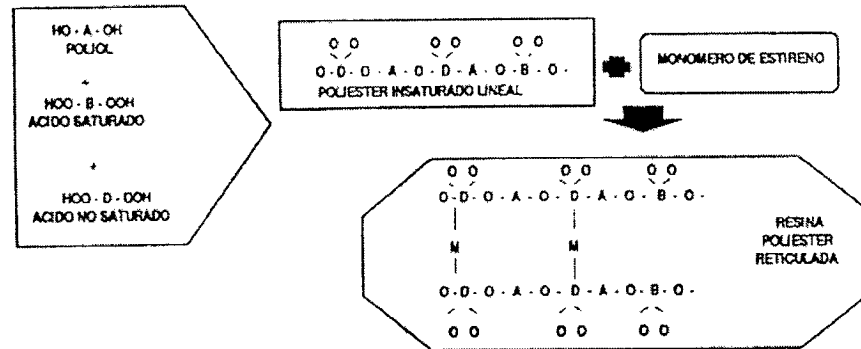 HO - A - OH
POLIOL
+
HOO - B - OOH
ACIDO SATURADO
+
HOO - D - OOH
ACIDO NO SATURADO
O O O O O O
O - D - O - A - O - D - A - O - B - O -
POLIESTER INSATURADO LINEAL
MONOMERO DE ESTIRENO
O O O O O O
O - D - O - A - O - D - A - O - B - O -
M M
O - D - O - A - O - D - A - O - B - O -
O O O O O O
RESINA
POLIESTER
RETICULADA